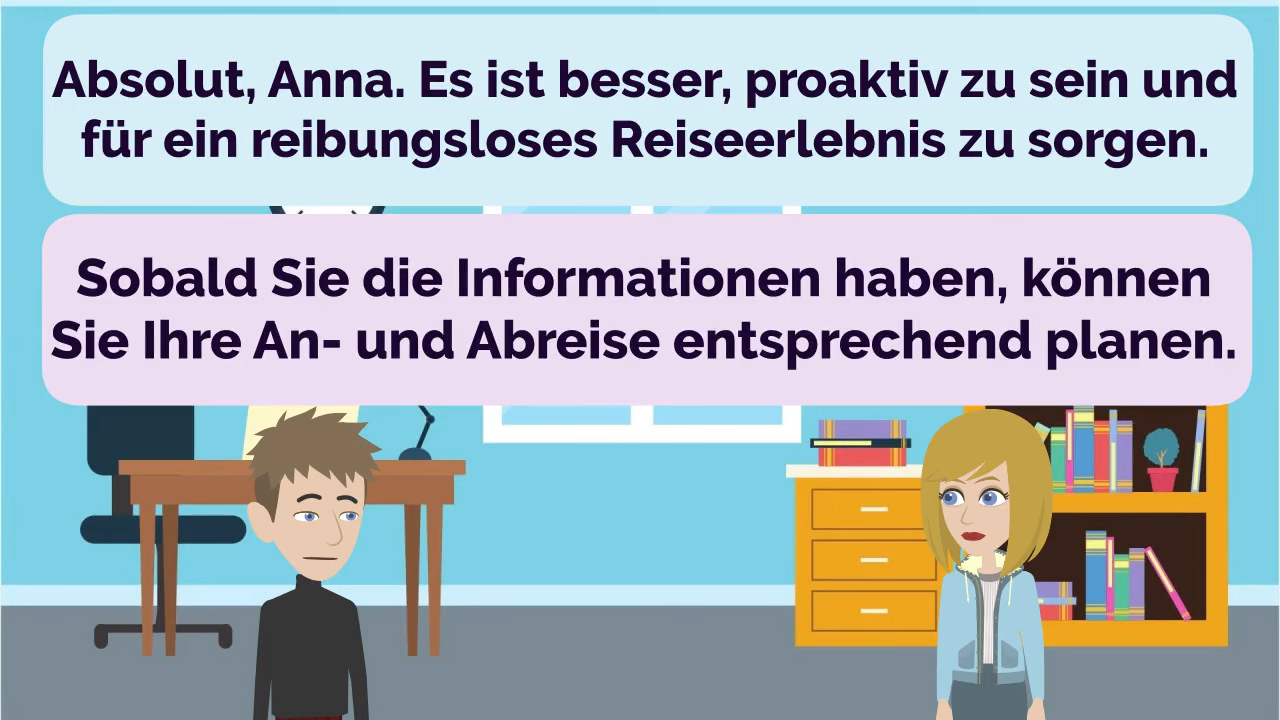 Absolut, Anna. Es ist besser, proaktiv zu sein und
für ein reibungsloses Reiseerlebnis zu sorgen.
Sobald Sie die Informationen haben, können
Sie Ihre An- und Abreise entsprechend planen.